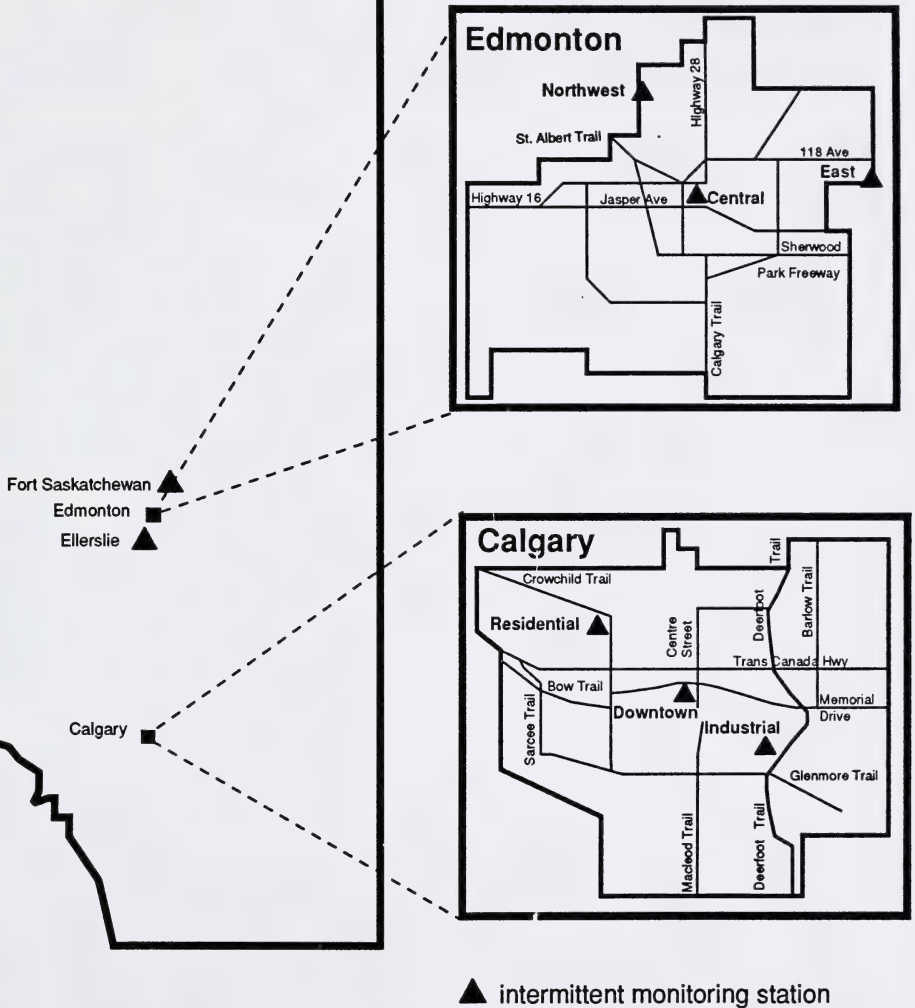 Edmonton
Northwest
Highway 28
St. Albert Trail
118 Ave
East
Highway 16
Jasper Ave
Central
Sherwood
Park Freeway
Calgary Trail
Fort Saskatchewan
Edmonton
Ellerslie
Calgary
Calgary
Crowchild Trail
Residential
Centre
Street
Deerfoot
Trail
Barlow Trail
Trans Canada Hwy
Bow Trail
Sarcee Trail
Downtown
Memorial
Drive
Industrial
Glenmore Trail
Macleod Trail
Deerfoot Trail
intermittent monitoring station